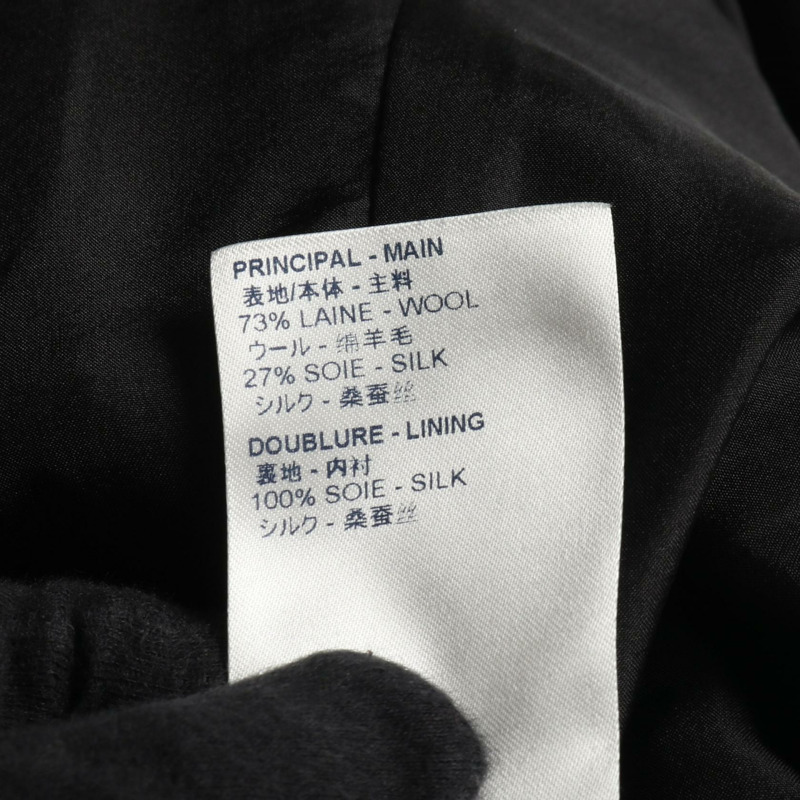 PRINCIPAL - MAIN
表地/本体 - 主料
73% LAINE - WOOL
ウール - 绵羊毛
27% SOIE - SILK
シルク - 桑蚕丝
DOUBLURE - LINING
裏地 - 内衬
100% SOIE - SILK
シルク - 桑蚕丝